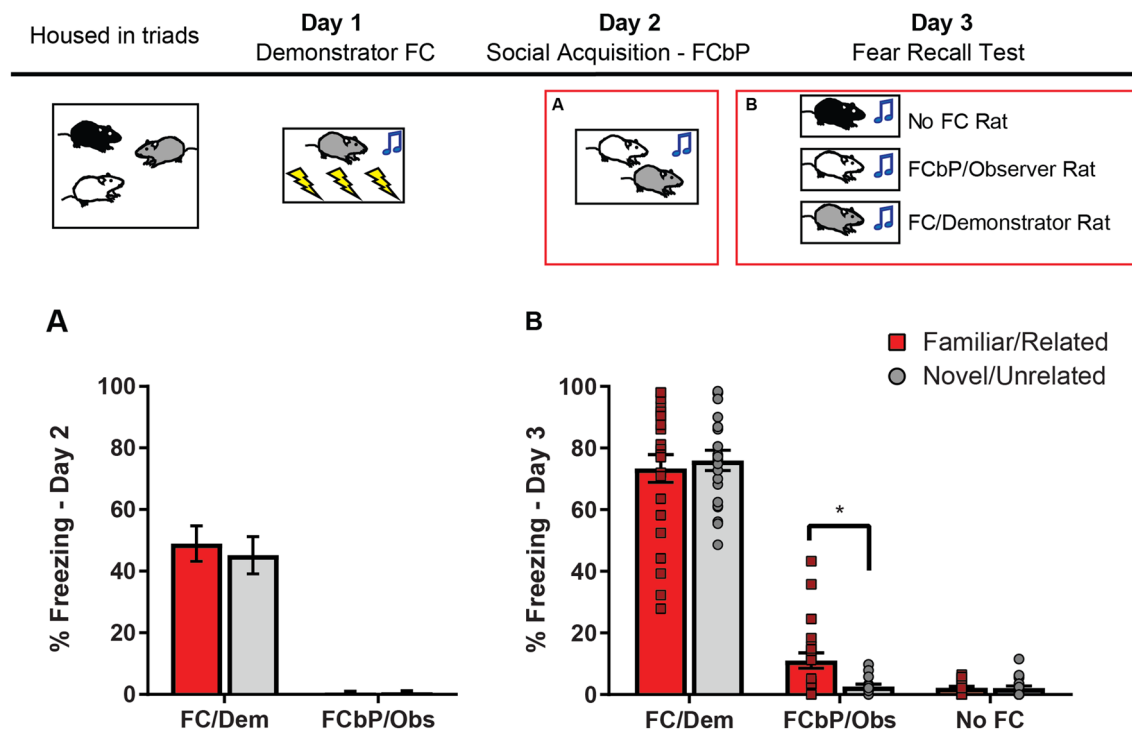 Housed in triads
Day 1
Demonstrator FC
Day 2
Social Acquisition - FCbP
Day 3
Fear Recall Test
A
B
No FC Rat
FCbP/Observer Rat
FC/Demonstrator Rat
A
% Freezing - Day 2
100
80
60
40
20
0
FC/Dem
FCbP/Obs
B
Familiar/Related
Novel/Unrelated
% Freezing - Day 3
100
80
60
40
20
0
*
FC/Dem
FCbP/Obs
No FC